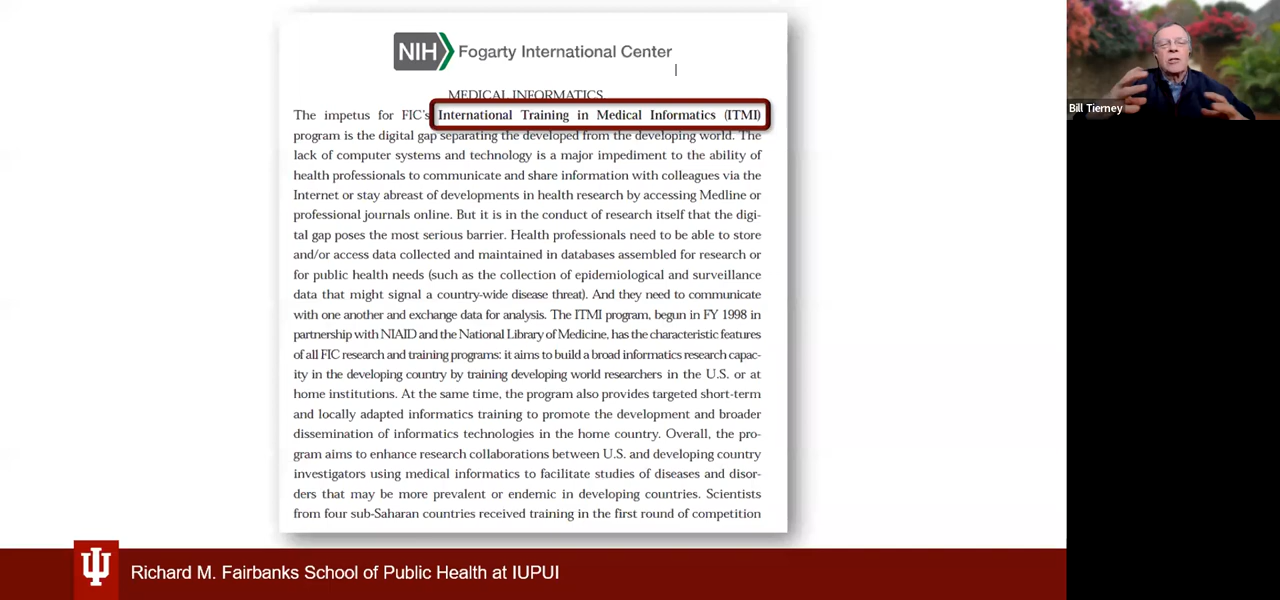 NIH Fogarty International Center
MEDICAL INFORMATICS
The impetus for FIC's International Training in Medical Informatics (ITMI)
program is the digital gap separating the developed from the developing world. The
lack of computer systems and technology is a major impediment to the ability of
health professionals to communicate and share information with colleagues via the
Internet or stay abreast of developments in health research by accessing Medline or
professional journals online. But it is in the conduct of research itself that the digi-
tal gap poses the most serious barrier. Health professionals need to be able to store
and/or access data collected and maintained in databases assembled for research or
for public health needs (such as the collection of epidemiological and surveillance
data that might signal a country-wide disease threat). And they need to communicate
with one another and exchange data for analysis. The ITMI program, begun in FY 1998 in
partnership with NIAID and the National Library of Medicine, has the characteristic features
of all FIC research and training programs: it aims to build a broad informatics research capac-
ity in the developing country by training developing world researchers in the U.S. or at
home institutions. At the same time, the program also provides targeted short-term
and locally adapted informatics training to promote the development and broader
dissemination of informatics technologies in the home country. Overall, the pro-
gram aims to enhance research collaborations between U.S. and developing country
investigators using medical informatics to facilitate studies of diseases and disor-
ders that may be more prevalent or endemic in developing countries. Scientists
from four sub-Saharan countries received training in the first round of competition
Bill Tierney
Richard M. Fairbanks School of Public Health at IUPUI